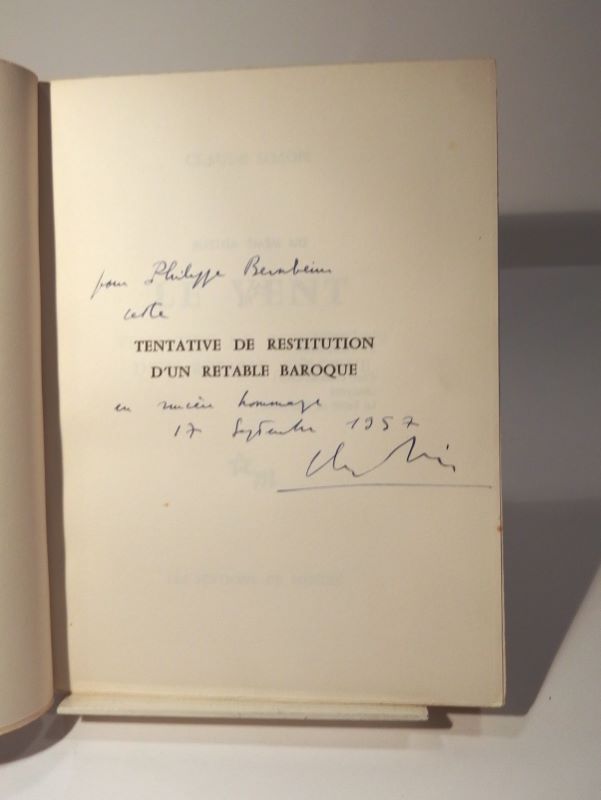 CLAUDE SIMON
pour Philippe Bernheim
LE VENT
cette
TENTATIVE DE RESTITUTION
D'UN RETABLE BAROQUE
en sincère hommage
17 Septembre 1957
LES ÉDITIONS DE MINUIT